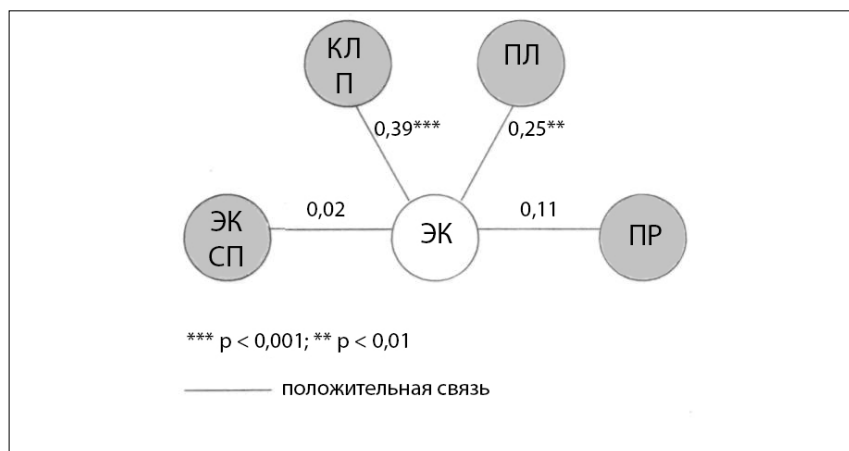 КЛ
П
ПЛ
0,39***
0,25**
ЭК
СП
0,02
ЭК
0,11
ПР
*** p < 0,001; ** p < 0,01
положительная связь